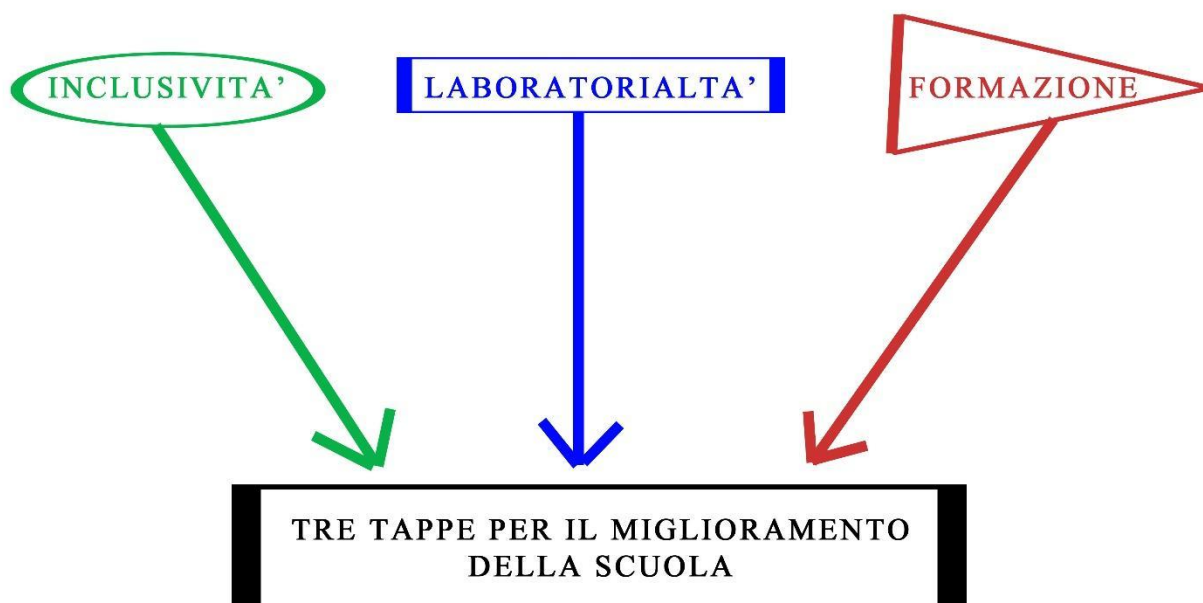 INCLUSIVITA’
LABORATORIALTA’
FORMAZIONE
TRE TAPPE PER IL MIGLIORAMENTO
DELLA SCUOLA